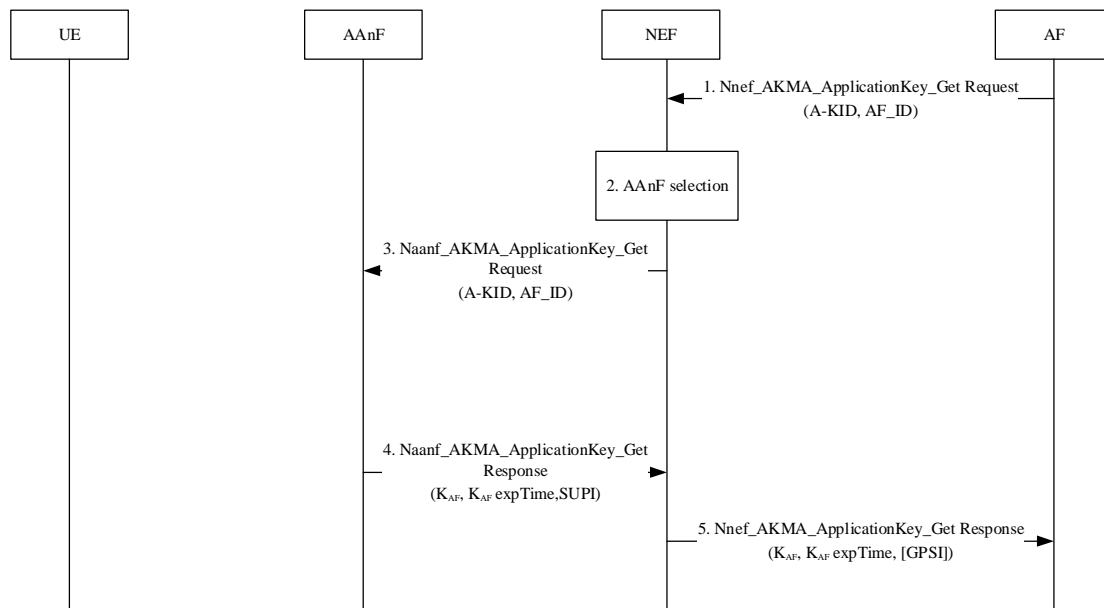 UE
AAnF
NEF
AF
1. Nnef_AKMA_ApplicationKey_Get Request
(A-KID, AF_ID)
2. AAnF selection
3. Naanf_AKMA_ApplicationKey_Get
Request
(A-KID, AF_ID)
4. Naanf_AKMA_ApplicationKey_Get
Response
(KAF, KAF expTime,SUPI)
5. Nnef_AKMA_ApplicationKey_Get Response
(KAF, KAF expTime, [GPSI])